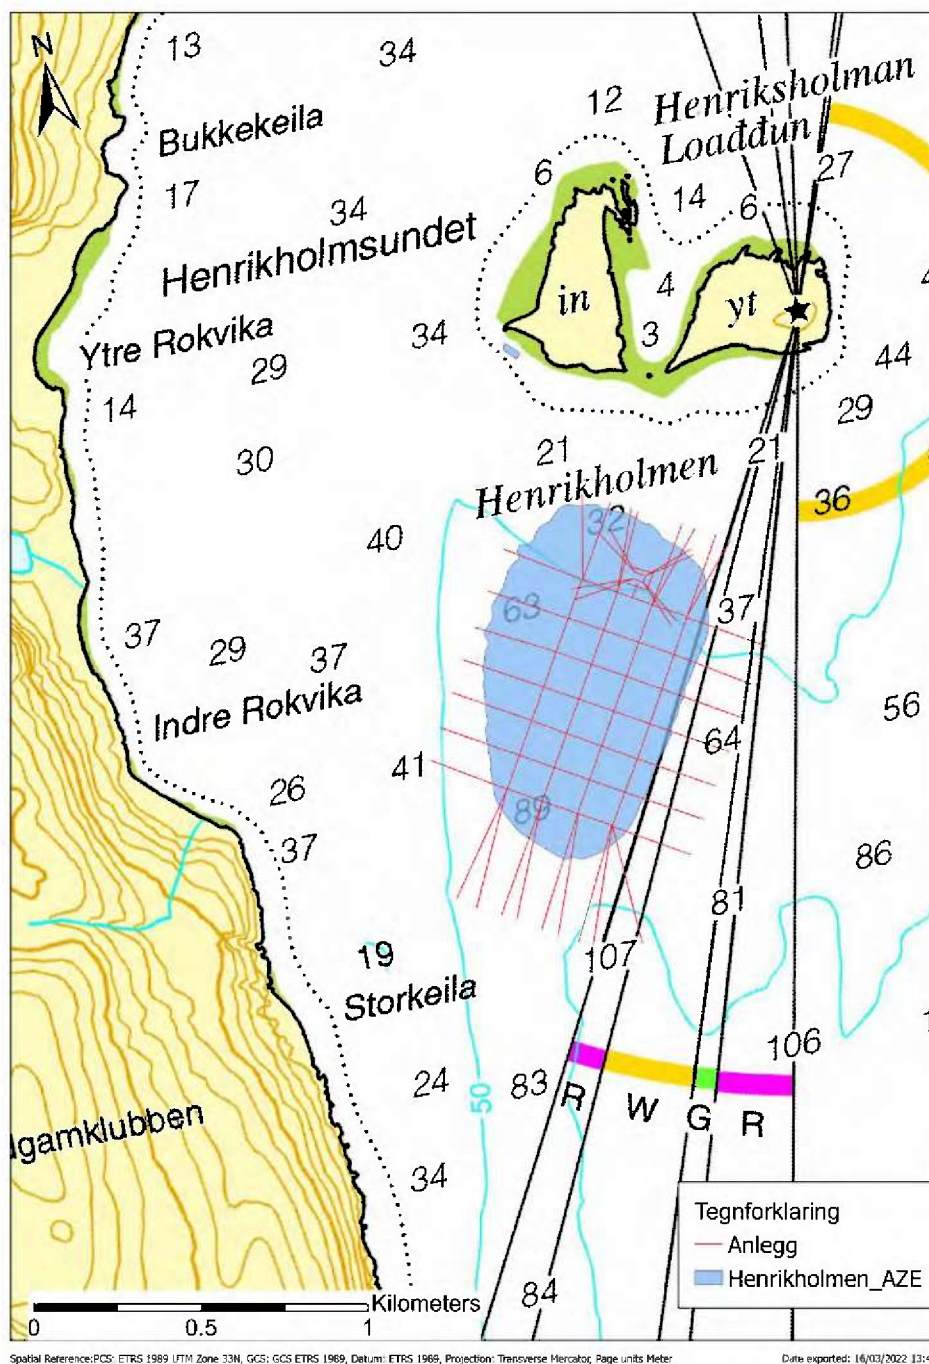 N
13
34
12
Henriksholman
Loađđun
Bukkekeila
6
27
17
34
14
6
Henrikholmsundet
4
in
yt
Ytre Rokvika
34
3
29
44
14
29
30
21
21
Henrikholmen
36
32
40
63
37
37
29
37
Indre Rokvika
56
64
41
26
89
37
86
81
19
107
Storkeila
106
24
83
50
R
W
G
R
lgamklubben
34
Tegnforklaring
Anlegg
Henrikholmen_AZE
84
Kilometers
0
0.5
1
Spatial Reference:PCS: ETRS 1989 UTM Zone 33N, GCS: GCS ETRS 1989, Datum: ETRS 1989, Projection: Transverse Mercator, Page units Meter
Date exported: 16/03/2022 13:4